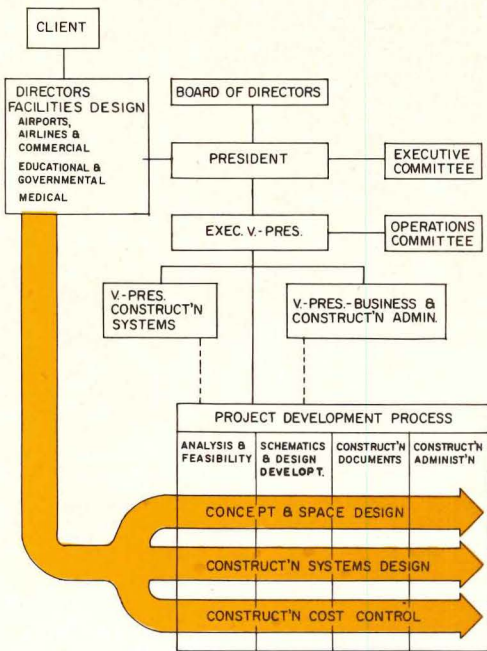 CLIENT
DIRECTORS
FACILITIES DESIGN
AIRPORTS,
AIRLINES &
COMMERCIAL
EDUCATIONAL &
GOVERNMENTAL
MEDICAL
BOARD OF DIRECTORS
PRESIDENT
EXECUTIVE
COMMITTEE
EXEC. V.-PRES.
OPERATIONS
COMMITTEE
V.-PRES.
CONSTRUCT'N
SYSTEMS
V.-PRES.-BUSINESS &
CONSTRUCT'N ADMIN.
PROJECT DEVELOPMENT PROCESS
ANALYSIS &
FEASIBILITY
SCHEMATICS
& DESIGN
DEVELOPT.
CONSTRUCT'N
DOCUMENTS
CONSTRUCT'N
ADMINIST'N
CONCEPT & SPACE DESIGN
CONSTRUCT'N SYSTEMS DESIGN
CONSTRUCT'N COST CONTROL